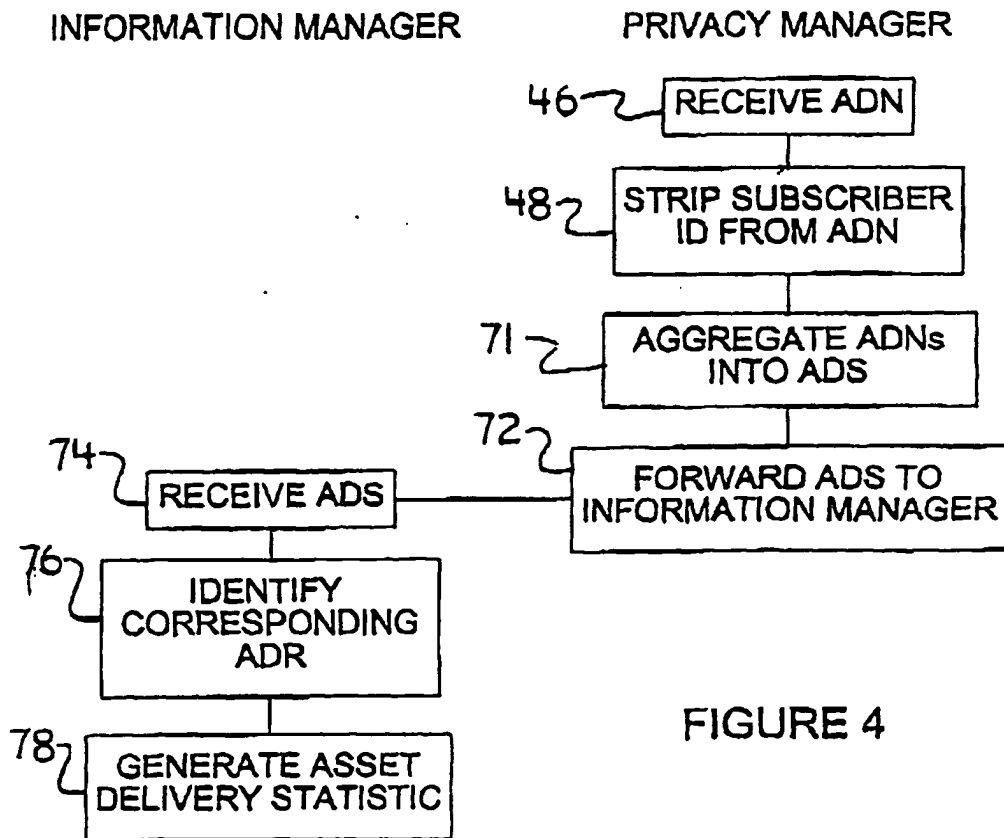 INFORMATION MANAGER
PRIVACY MANAGER
46
RECEIVE ADN
48
STRIP SUBSCRIBER
ID FROM ADN
71
AGGREGATE ADNs
INTO ADS
72
FORWARD ADS TO
INFORMATION MANAGER
74
RECEIVE ADS
76
IDENTIFY
CORRESPONDING
ADR
78
GENERATE ASSET
DELIVERY STATISTIC
FIGURE 4